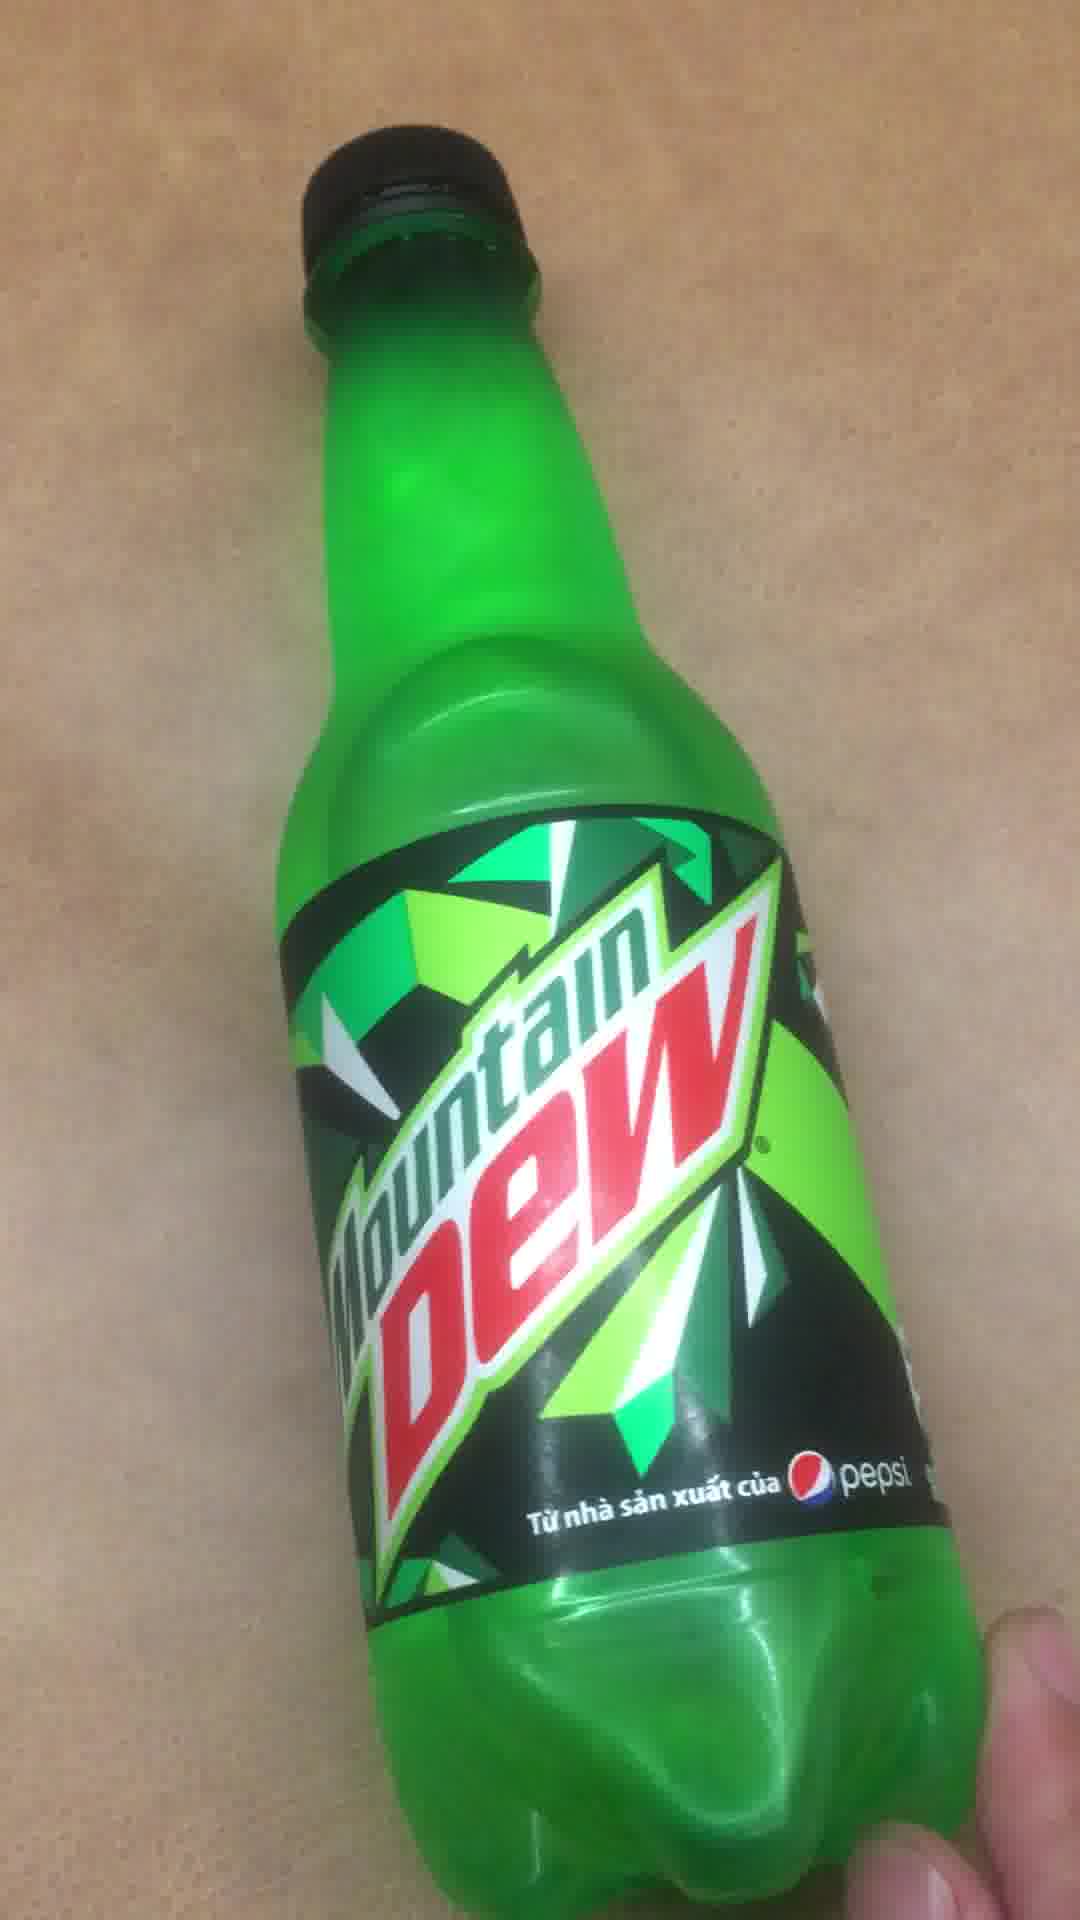 Mountain
Dew
Từ nhà sản xuất của pepsi